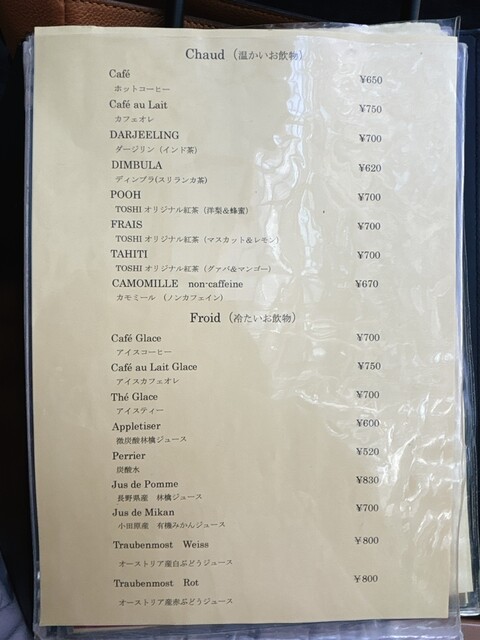 Chaud（温かいお飲物）
Café ¥650
ホットコーヒー
Café au Lait ¥750
カフェオレ
DARJEELING ¥700
ダージリン（インド茶）
DIMBULA ¥620
ディンブラ(スリランカ茶)
POOH ¥700
TOSHI オリジナル紅茶（洋梨＆蜂蜜）
FRAIS ¥700
TOSHI オリジナル紅茶（マスカット＆レモン）
TAHITI ¥700
TOSHI オリジナル紅茶（グァバ＆マンゴー）
CAMOMILLE non-caffeine ¥670
カモミール （ノンカフェイン）
Froid（冷たいお飲物）
Café Glace ¥700
アイスコーヒー
Café au Lait Glace ¥750
アイスカフェオレ
Thé Glace ¥700
アイスティー
Appletiser ¥600
微炭酸林檎ジュース
Perrier ¥520
炭酸水
Jus de Pomme ¥830
長野県産 林檎ジュース
Jus de Mikan ¥700
小田原産 有機みかんジュース
Traubenmost Weiss ￥800
オーストリア産白ぶどうジュース
Traubenmost Rot ￥800
オーストリア産赤ぶどうジュース